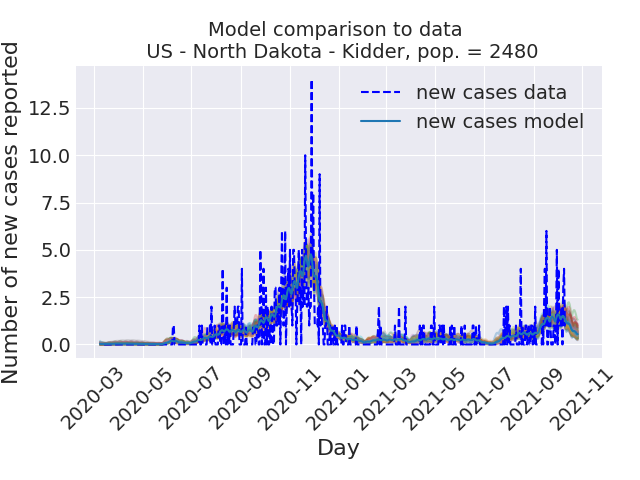 Model comparison to data
US - North Dakota - Kidder, pop. = 2480
Number of new cases reported
12.5
10.0
7.5
5.0
2.5
0.0
new cases data
new cases model
2020-03
2020-05
2020-07
2020-09
2020-11
2021-01
2021-03
2021-05
2021-07
2021-09
2021-11
Day